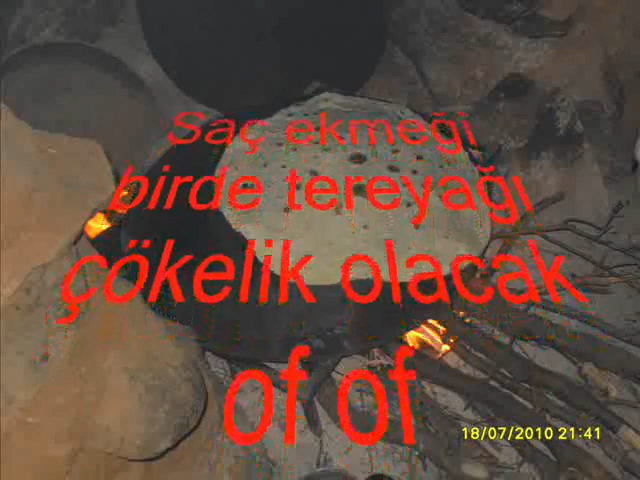 Saç ekmeği
birde tereyağı
çökelik olacak
of of
18/07/2010 21:41